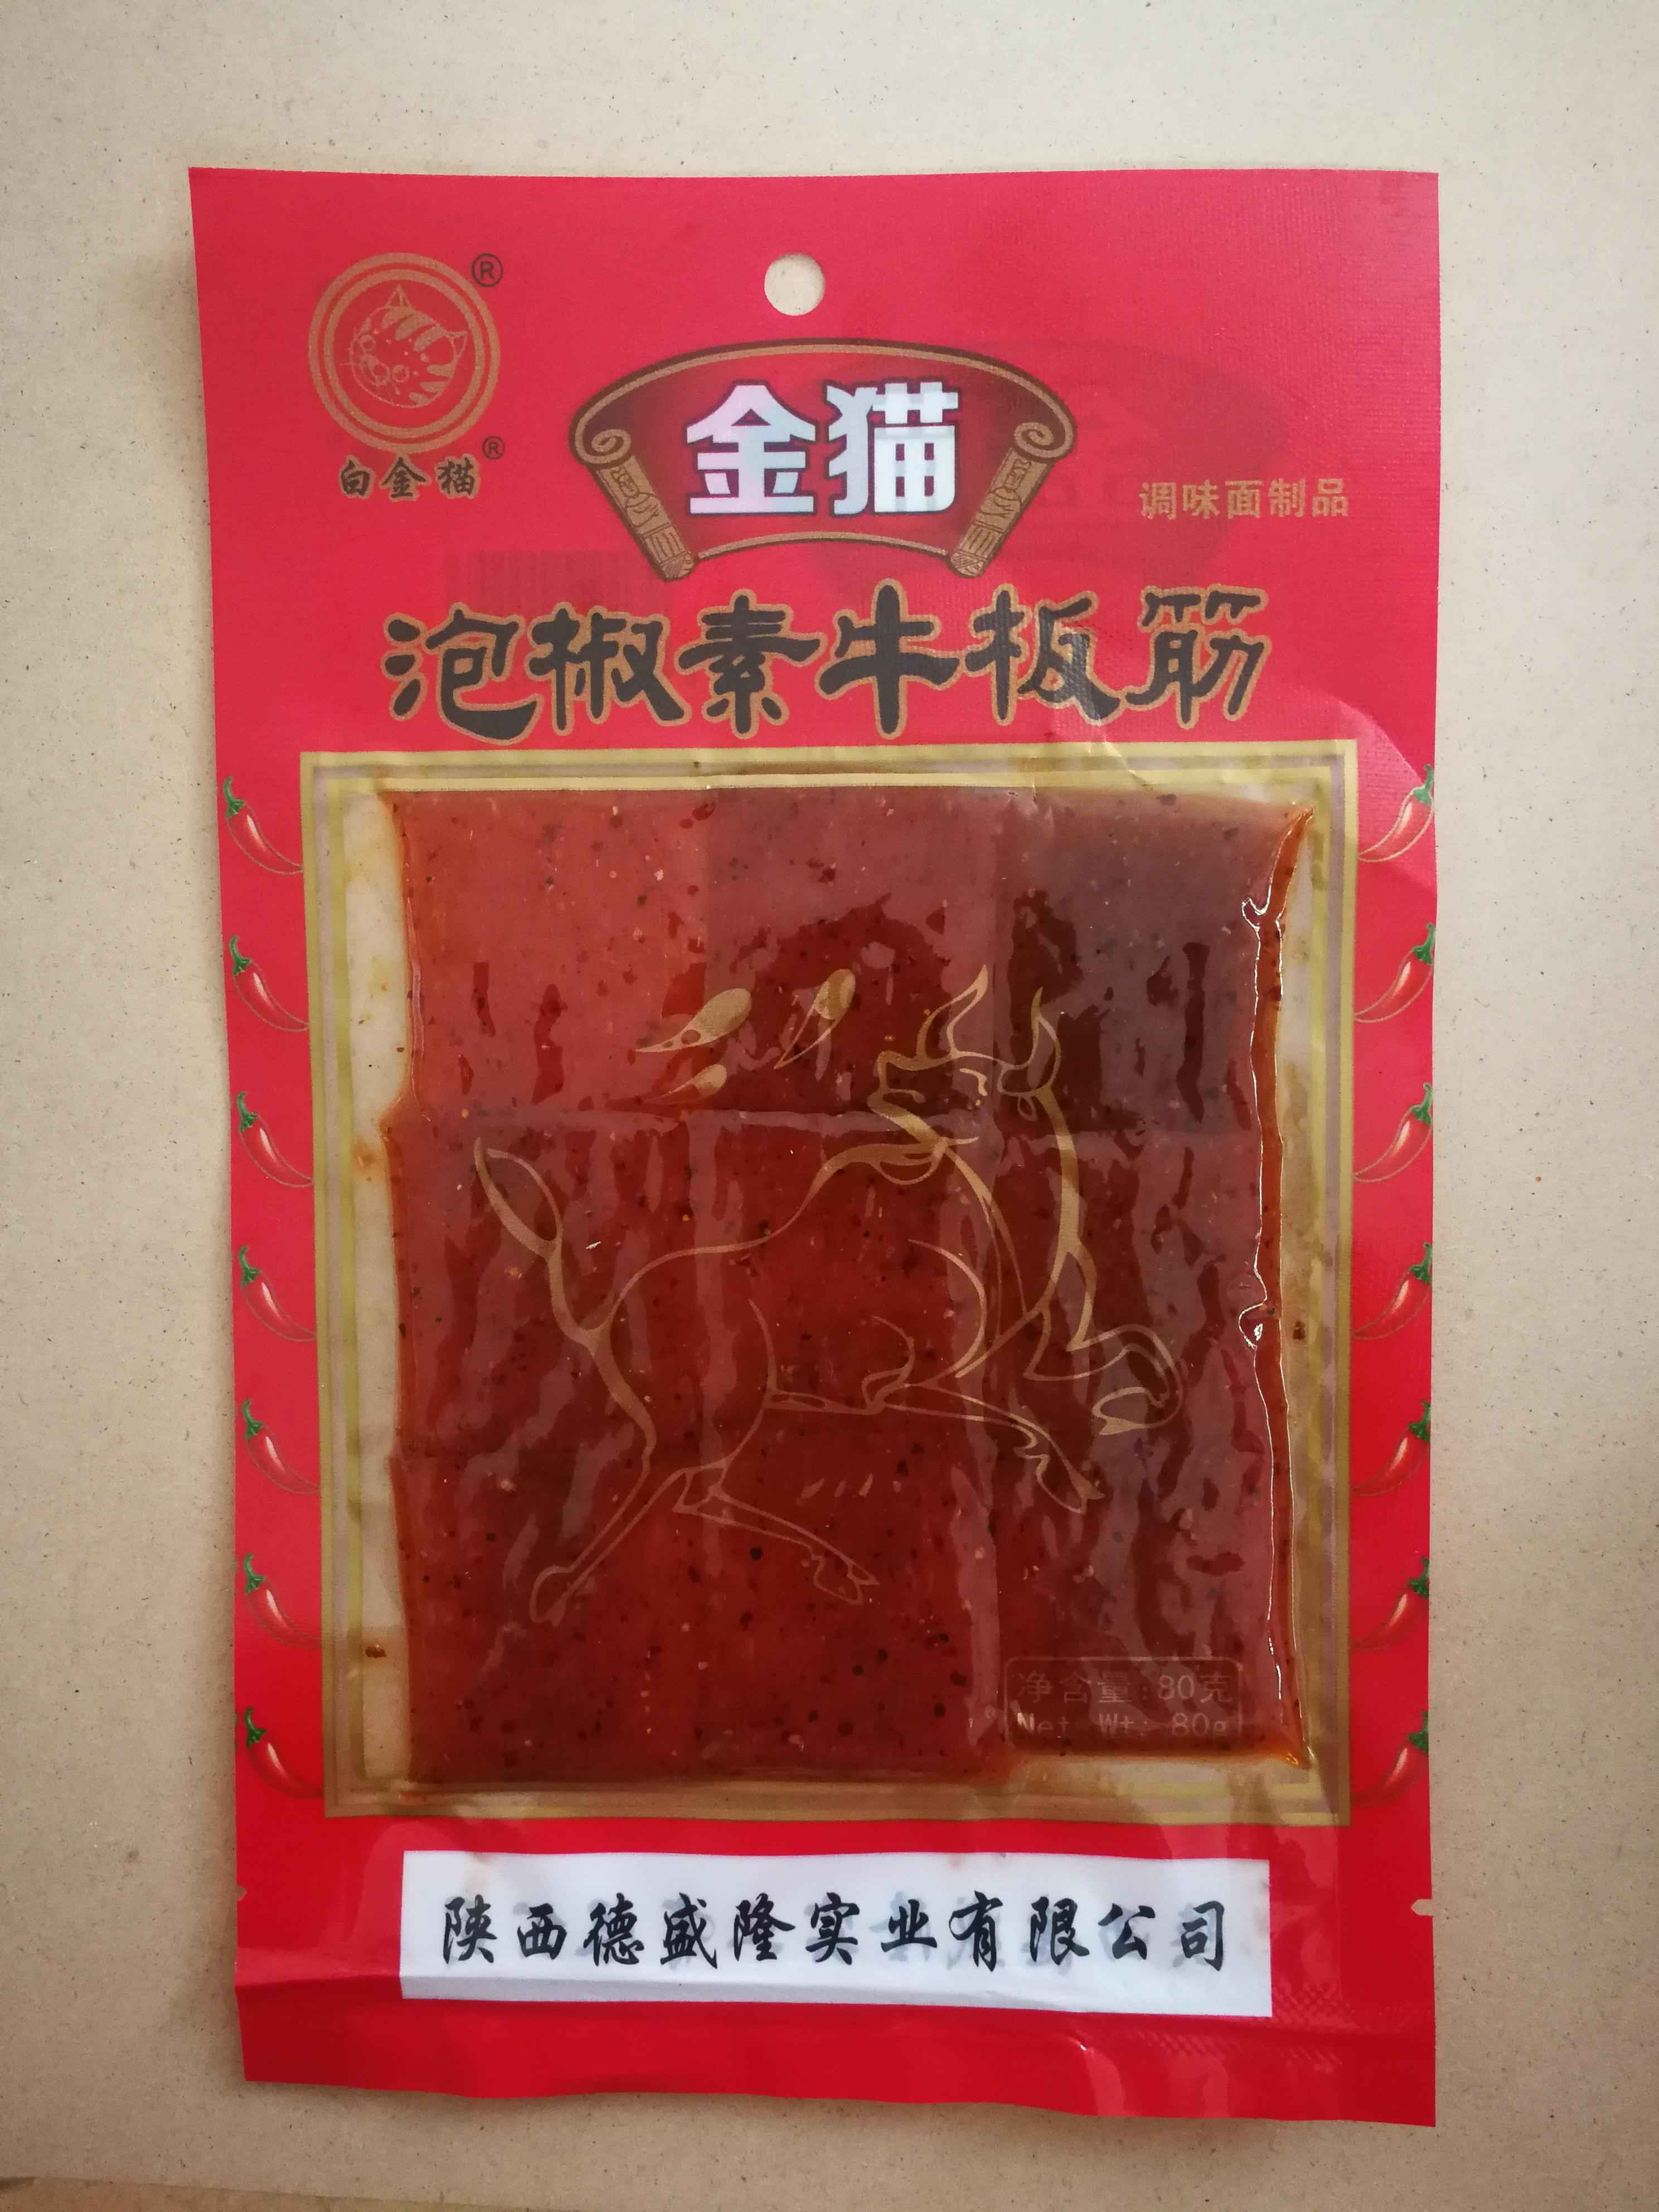 ®
白金猫®
金猫
调味面制品
泡椒素牛板筋
净含量:80克
Net Wt: 80g
陕西德盛隆实业有限公司